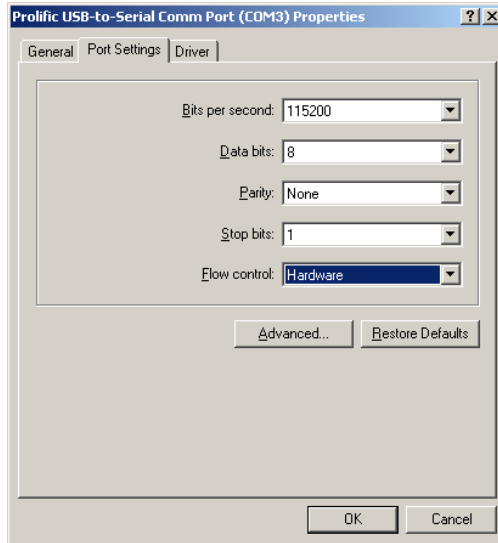 Prolific USB-to-Serial Comm Port (COM3) Properties
General Port Settings Driver
Bits per second: 115200
Data bits: 8
Parity: None
Stop bits: 1
Flow control: Hardware
Advanced... Restore Defaults
OK Cancel